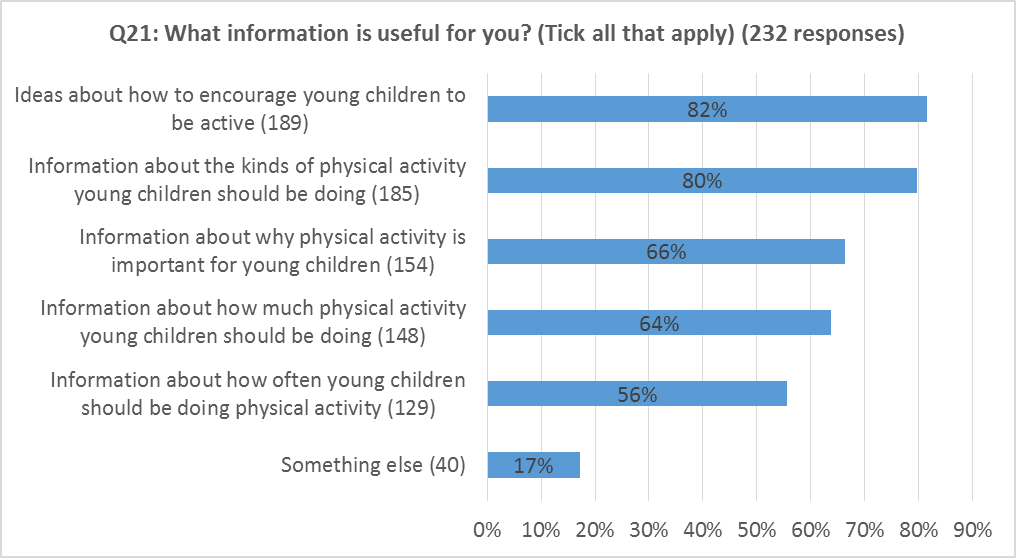 Q21: What information is useful for you? (Tick all that apply) (232 responses)
Ideas about how to encourage young children to
be active (189)
82%
Information about the kinds of physical activity
young children should be doing (185)
80%
Information about why physical activity is
important for young children (154)
66%
Information about how much physical activity
young children should be doing (148)
64%
Information about how often young children
should be doing physical activity (129)
56%
Something else (40)
17%
0% 10% 20% 30% 40% 50% 60% 70% 80% 90%